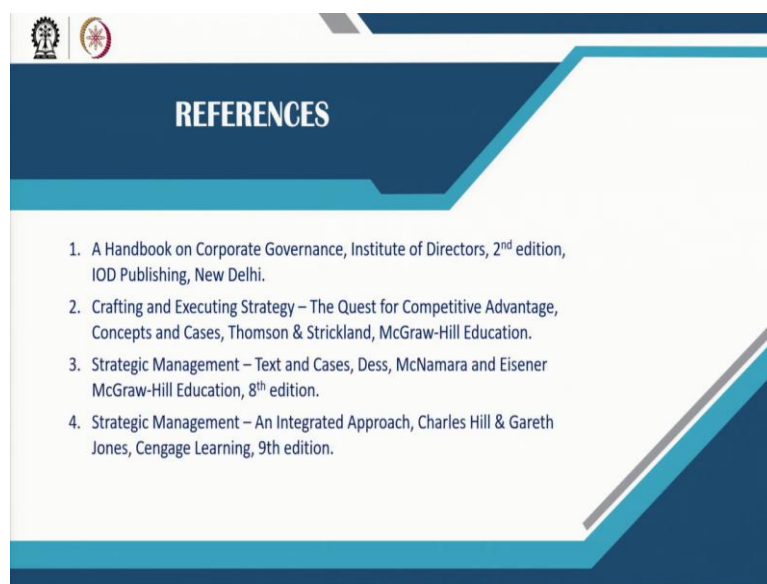 REFERENCES
1. A Handbook on Corporate Governance, Institute of Directors, 2nd edition,
IOD Publishing, New Delhi.
2. Crafting and Executing Strategy – The Quest for Competitive Advantage,
Concepts and Cases, Thomson & Strickland, McGraw-Hill Education.
3. Strategic Management – Text and Cases, Dess, McNamara and Eisener
McGraw-Hill Education, 8th edition.
4. Strategic Management – An Integrated Approach, Charles Hill & Gareth
Jones, Cengage Learning, 9th edition.